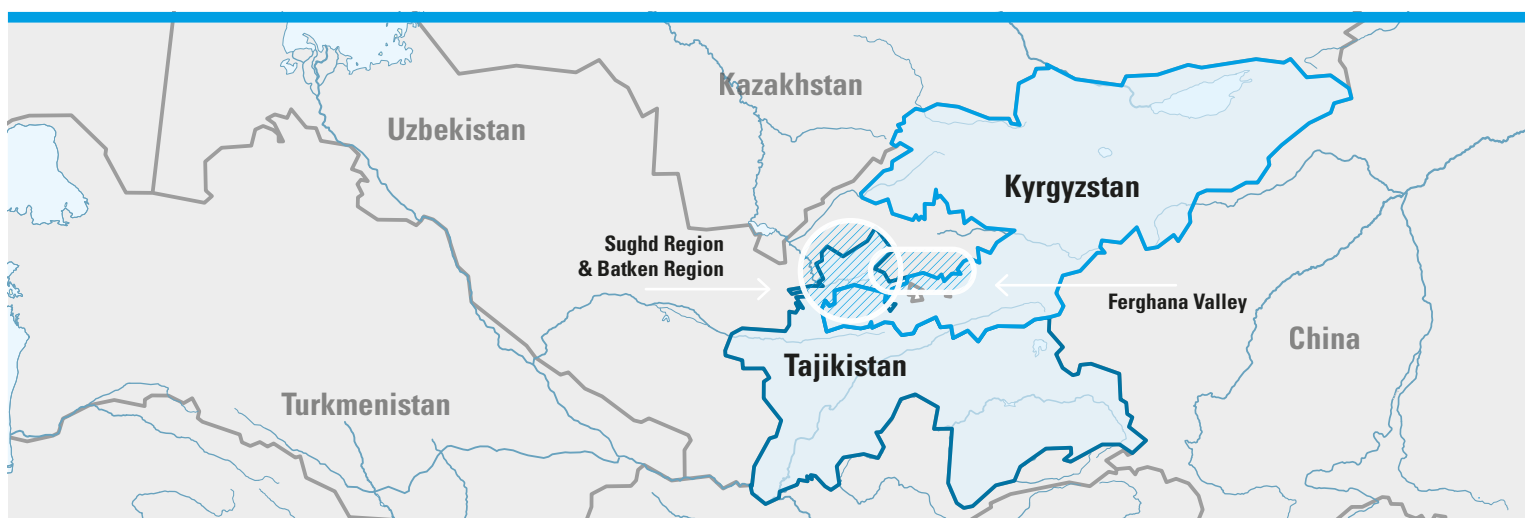 Kazakhstan
Uzbekistan
Kyrgyzstan
Sughd Region
& Batken Region
Ferghana Valley
China
Tajikistan
Turkmenistan